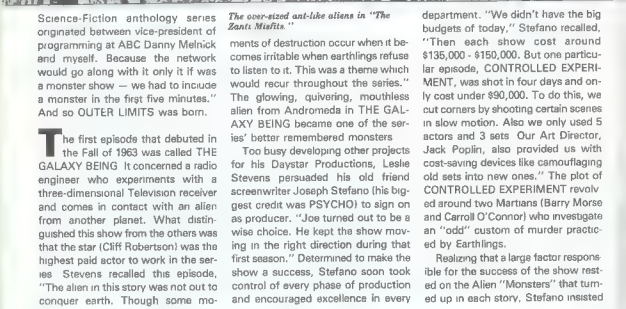 Science-Fiction anthology series
originated between vice-president of
programming at ABC Danny Melnick
and myself. Because the network
would go along with it only it if was
a monster show — we had to include
a monster in the first five minutes."
And so OUTER LIMITS was born.
The first episode that debuted in
the Fall of 1963 was called THE
GALAXY BEING It concerned a radio
engineer who experiments with a
three-dimensional Television receiver
and comes in contact with an alien
from another planet. What distin-
guished this show from the others was
that the star (Cliff Robertson) was the
highest paid actor to work in the ser-
ies Stevens recalled this episode,
"The alien in this story was not out to
conquer earth. Though some mo-
The over-sized ant-like aliens in "The
Zanti Misfits."
ments of destruction occur when it be-
comes irritable when earthlings refuse
to listen to it. This was a theme which
would recur throughout the series."
The glowing, quivering, mouthless
alien from Andromeda in THE GAL-
AXY BEING became one of the ser-
ies' better remembered monsters
Too busy developing other projects
for his Daystar Productions, Leslie
Stevens persuaded his old friend
screenwriter Joseph Stefano (his big-
gest credit was PSYCHO) to sign on
as producer. "Joe turned out to be a
wise choice. He kept the show mov-
ing in the right direction during that
first season." Determined to make the
show a success, Stefano soon took
control of every phase of production
and encouraged excellence in every
department. "We didn't have the big
budgets of today," Stefano recalled,
"Then each show cost around
$135,000 - $150,000. But one particu-
lar episode, CONTROLLED EXPERI-
MENT, was shot in four days and on-
ly cost under $90,000. To do this, we
cut corners by shooting certain scenes
in slow motion. Also we only used 5
actors and 3 sets Our Art Director,
Jack Poplin, also provided us with
cost-saving devices like camouflaging
old sets into new ones." The plot of
CONTROLLED EXPERIMENT revolv
ed around two Martians (Barry Morse
and Carroll O'Connor) who investigate
an "odd" custom of murder practic-
ed by Earthlings.
Realizing that a large factor respons
ible for the success of the show rest-
ed on the Alien "Monsters" that turn-
ed up in each story, Stefano insisted